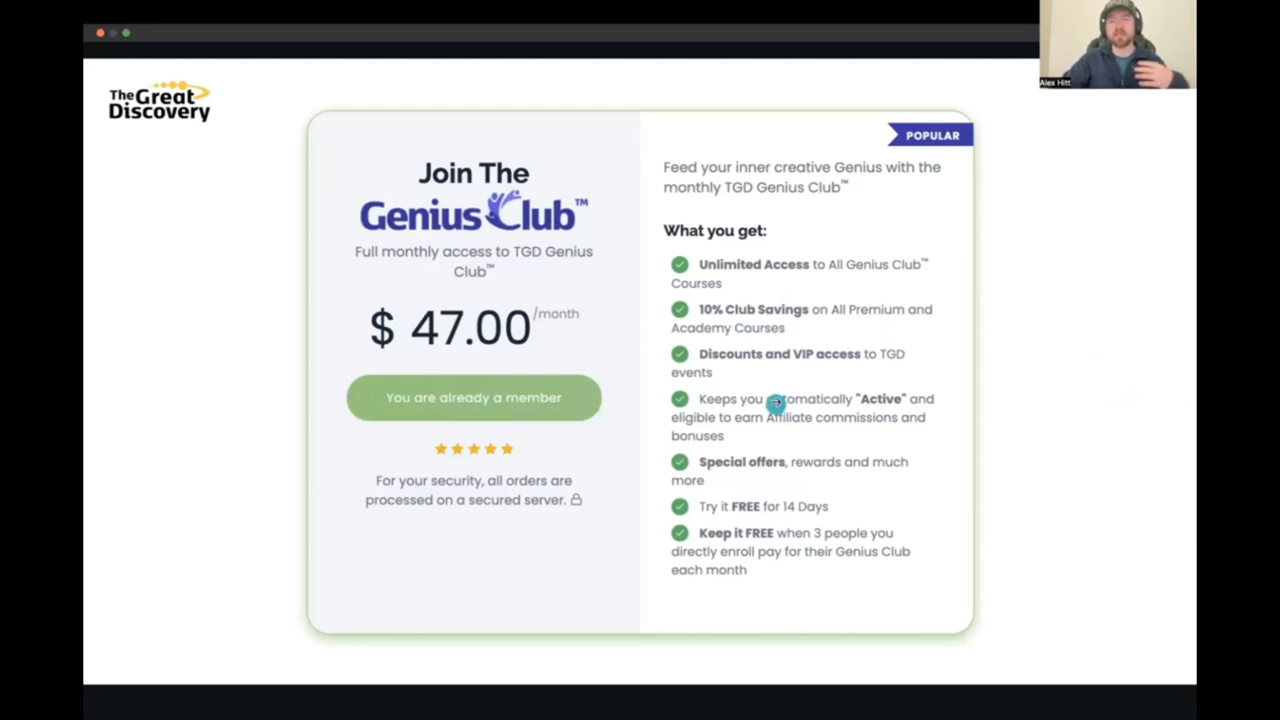 Alex Hitt
The Great
Discovery
POPULAR
Join The
Genius Club™
Full monthly access to TGD Genius
Club™
$ 47.00 /month
You are already a member
For your security, all orders are
processed on a secured server.
Feed your inner creative Genius with the
monthly TGD Genius Club™
What you get:
Unlimited Access to All Genius Club™
Courses
10% Club Savings on All Premium and
Academy Courses
Discounts and VIP access to TGD
events
Keeps you automatically "Active" and
eligible to earn Affiliate commissions and
bonuses
Special offers, rewards and much
more
Try it FREE for 14 Days
Keep it FREE when 3 people you
directly enroll pay for their Genius Club
each month